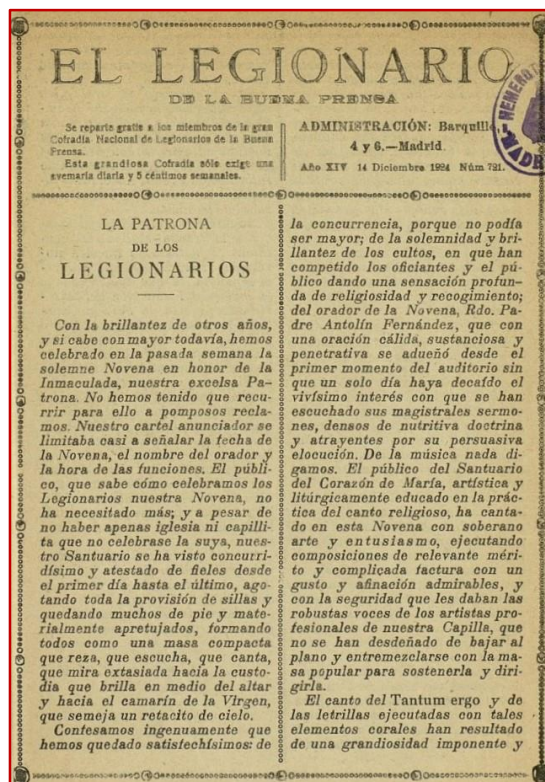 EL LEGIONARIO
DE LA BUENA PRENSA
Se reparte gratis a los miembros de la gran
Cofradía Nacional de Legionarios de la Buena
Prensa.
Esta grandiosa Cofradía sólo exige una
avemaría diaria y 5 céntimos semanales.
ADMINISTRACIÓN: Barquillo,
4 y 6.—Madrid
Año XIV 14 Diciembre 1924 Núm. 721.
HEMEROT
MADR
LA PATRONA
DE LOS
LEGIONARIOS
Con la brillantez de otros años,
y si cabe con mayor todavía, hemos
celebrado en la pasada semana la
solemne Novena en honor de la
Inmaculada, nuestra excelsa Pa-
trona. No hemos tenido que recu-
rrir para ello a pomposos recla-
mos. Nuestro cartel anunciador se
limitaba casi a señalar la fecha de
la Novena, el nombre del orador y
la hora de las funciones. El públi-
co, que sabe cómo celebramos los
Legionarios nuestra Novena, no
ha necesitado más; y a pesar de
no haber apenas iglesia ni capilli-
ta que no celebrase la suya, nues-
tro Santuario se ha visto concurri-
dísimo y atestado de fieles desde
el primer día hasta el último, ago-
tando toda la provisión de sillas y
quedando muchos de pie y mate-
rialmente apretujados, formando
todos como una masa compacta
que reza, que escucha, que canta,
que mira extasiada hacia la custo-
dia que brilla en medio del altar
y hacia el camarín de la Virgen,
que semeja un retacito de cielo.
Confesamos ingenuamente que
hemos quedado satisfechísimos: de
la concurrencia, porque no podía
ser mayor; de la solemnidad y bri-
llantez de los cultos, en que han
competido los oficiantes y el pú-
blico dando una sensación profun-
da de religiosidad y recogimiento;
del orador de la Novena, Rdo. Pa-
dre Antolín Fernández, que con
una oración cálida, sustanciosa y
penetrativa se adueñó desde el
primer momento del auditorio sin
que un solo día haya decaído el
vivísimo interés con que se han
escuchado sus magistrales sermo-
nes, densos de nutritiva doctrina
y atrayentes por su persuasiva
elocución. De la música nada di-
gamos. El público del Santuario
del Corazón de María, artística y
litúrgicamente educado en la prác-
tica del canto religioso, ha canta-
do en esta Novena con soberano
arte y entusiasmo, ejecutando
composiciones de relevante méri-
to y complicada factura con un
gusto y afinación admirables, y
con la seguridad que les daban las
robustas voces de los artistas pro-
fesionales de nuestra Capilla, que
no se han desdeñado de bajar al
plano y entremezclarse con la ma-
sa popular para sostenerla y diri-
girla.
El canto del Tantum ergo y de
las letrillas ejecutadas con tales
elementos corales han resultado
de una grandiosidad imponente y